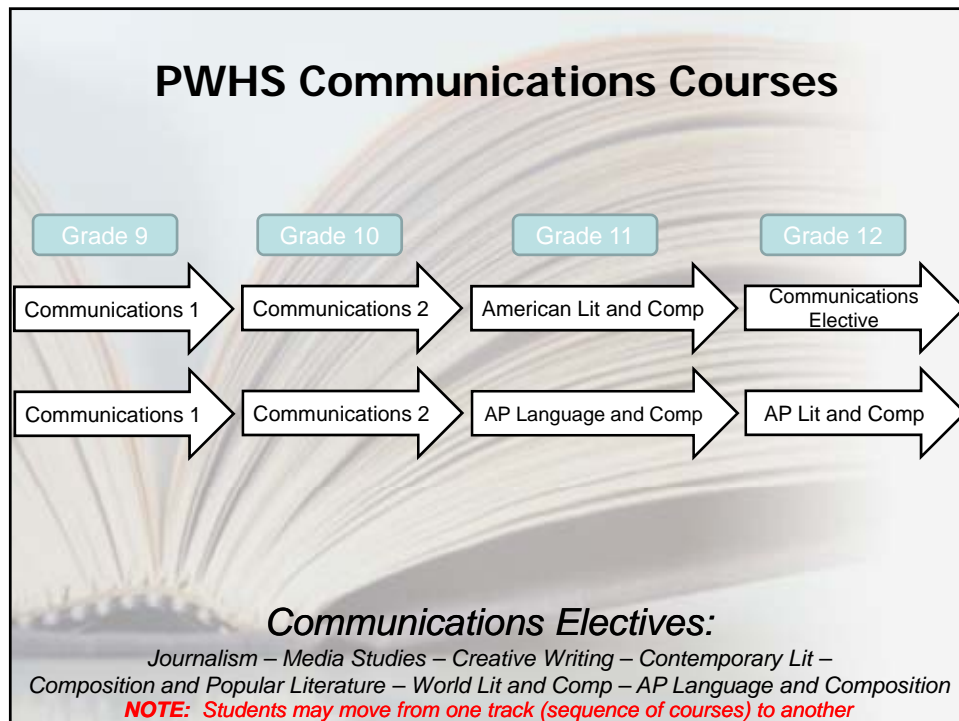 PWHS Communications Courses
Grade 9 Grade 10 Grade 11 Grade 12
Communications 1 Communications 2 American Lit and Comp Communications
Elective
Communications 1 Communications 2 AP Language and Comp AP Lit and Comp
Communications Electives:
Journalism – Media Studies – Creative Writing – Contemporary Lit –
Composition and Popular Literature – World Lit and Comp – AP Language and Composition
NOTE: Students may move from one track (sequence of courses) to another